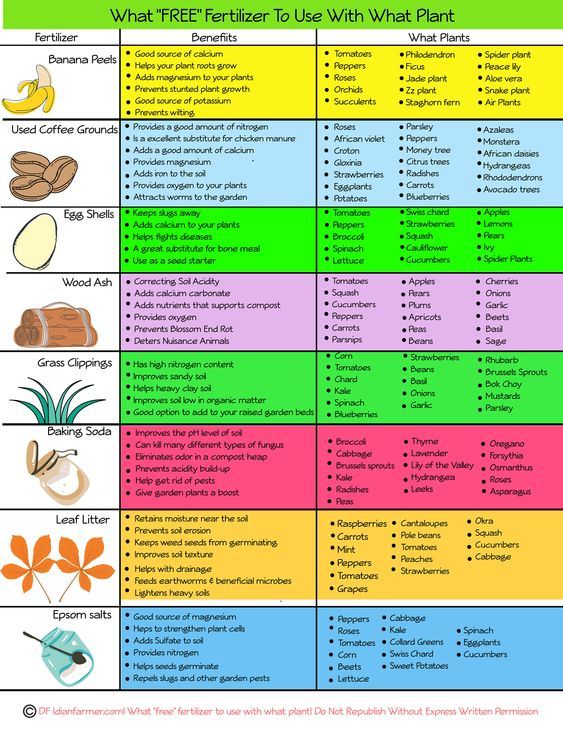 What "FREE" Fertilizer To Use With What Plant
Fertilizer Benefiits What Plants
Banana Peels
Good source of calcium
Helps your plant roots grow
Adds magnesium to your plants
Prevents stunted plant growth
Good source of potassium
Prevents wilting
Tomatoes
Peppers
Roses
Orchids
Succulents
Philodendron
Ficus
Jade plant
Zz plant
Staghorn fern
Spider plant
Peace lily
Aloe vera
Snake plant
Air Plants
Used Coffee Grounds
Provides a good amount of nitrogen
Is a excellent substitute for chicken manure
Adds a good amount of calcium
Provides magnesium
Adds iron to the soil
Provides oxygen to your plants
Attracts worms to the garden
Roses
African violet
Croton
Gloxinia
Strawberries
Eggplants
Potatoes
Parsley
Peppers
Money tree
Citrus trees
Radishes
Carrots
Blueberries
Azaleas
Monstera
African daisies
Hydrangeas
Rhododendrons
Avocado trees
Egg Shells
Keeps slugs away
Adds calcium to your plants
Helps fights diseases
A great substitute for bone meal
Use as a seed starter
Tomatoes
Peppers
Broccoli
Spinach
Lettuce
Swiss chard
Strawberries
Squash
Cauliflower
Cucumbers
Apples
Lemons
Pears
Ivy
Spider Plants
Wood Ash
Correcting Soil Acidity
Adds calcium carbonate
Adds nutrients that supports compost
Provides oxygen
Prevents Blossom End Rot
Deters Nuisance Animals
Tomatoes
Squash
Cucumbers
Peppers
Carrots
Parsnips
Apples
Pears
Plums
Apricots
Peas
Beans
Cherries
Onions
Garlic
Beets
Basil
Sage
Grass Clippings
Has high nitrogen content
Improves sandy soil
Helps heavy clay soil
Improves soil low in organic matter
Good option to add to your raised garden beds
Corn
Tomatoes
Chard
Kale
Spinach
Blueberries
Strawberries
Beans
Basil
Onions
Garlic
Rhubarb
Brussels Sprouts
Bok Choy
Mustards
Parsley
Baking Soda
Improves the pH level of soil
Can kill many different types of fungus
Eliminates odor in a compost heap
Prevents acidity build-up
Help get rid of pests
Give garden plants a boost
Broccoli
Cabbage
Brussels sprouts
Kale
Radishes
Peas
Thyme
Lavender
Lily of the Valley
Hydrangea
Leeks
Oregano
Forsythia
Osmanthus
Roses
Asparagus
Leaf Litter
Retains moisture near the soil
Prevents soil erosion
Keeps weed seeds from germinating
Improves soil texture
Helps with drainage
Feeds earthworms & beneficial microbes
Lightens heavy soils
Raspberries
Carrots
Mint
Peppers
Tomatoes
Grapes
Cantaloupes
Pole beans
Tomatoes
Peaches
Strawberries
Okra
Squash
Cucumbers
Cabbage
Epsom salts
Good source of magnesium
Heps to strengthen plant cells
Adds Sulfate to soil
Provides nitrogen
Helps seeds germinate
Repels slugs and other garden pests
Peppers
Roses
Tomatoes
Corn
Beets
Lettuce
Cabbage
Kale
Collard Greens
Swiss Chard
Sweet Potatoes
Spinach
Eggplants
Cucumbers
© DF Idianfarmer.com! What "free" fertilizer to use with what plant! Do Not Republish Without Express Written Permission